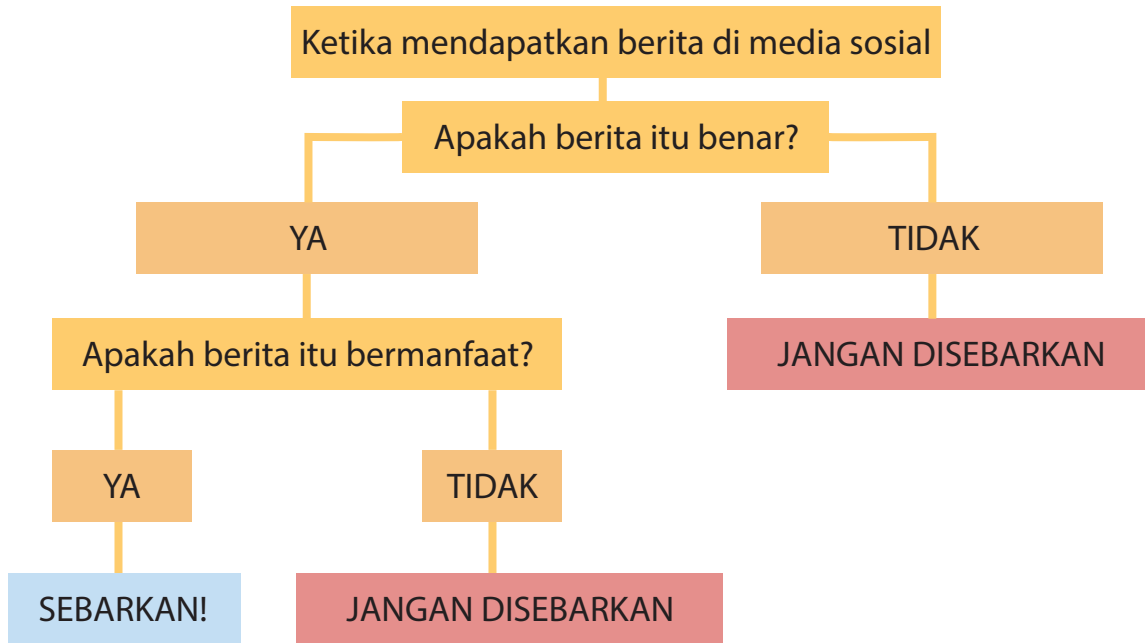 Ketika mendapatkan berita di media sosial
Apakah berita itu benar?
YA
TIDAK
Apakah berita itu bermanfaat?
JANGAN DISEBARKAN
YA
TIDAK
SEBARKAN!
JANGAN DISEBARKAN